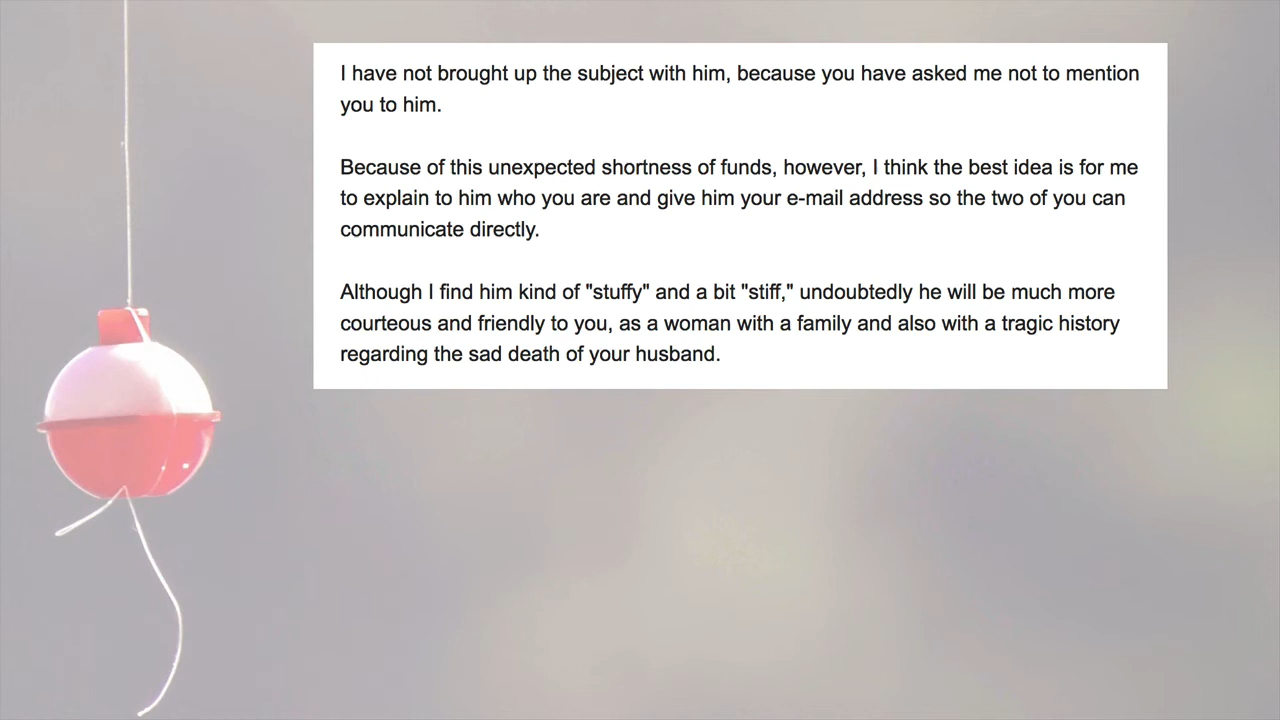 I have not brought up the subject with him, because you have asked me not to mention
you to him.
Because of this unexpected shortness of funds, however, I think the best idea is for me
to explain to him who you are and give him your e-mail address so the two of you can
communicate directly.
Although I find him kind of "stuffy" and a bit "stiff," undoubtedly he will be much more
courteous and friendly to you, as a woman with a family and also with a tragic history
regarding the sad death of your husband.